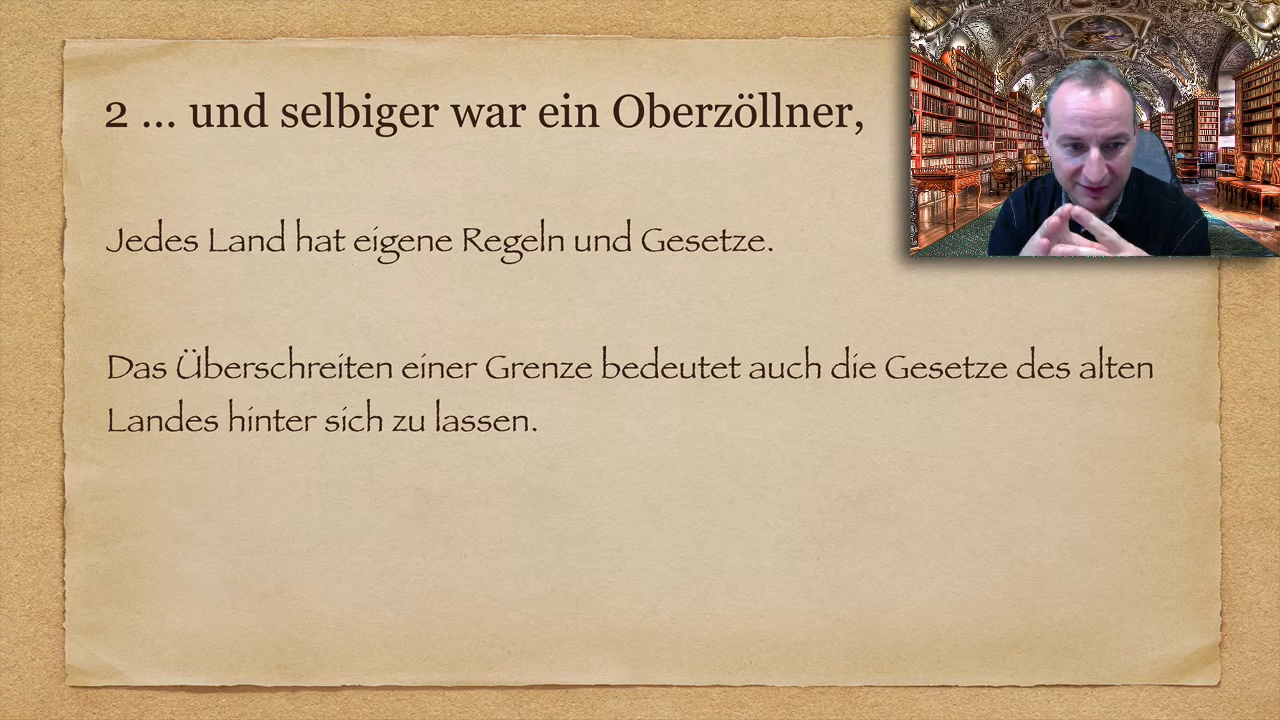 2 ... und selbiger war ein Oberzöllner,
Jedes Land hat eigene Regeln und Gesetze.
Das Überschreiten einer Grenze bedeutet auch die Gesetze des alten
Landes hinter sich zu lassen.